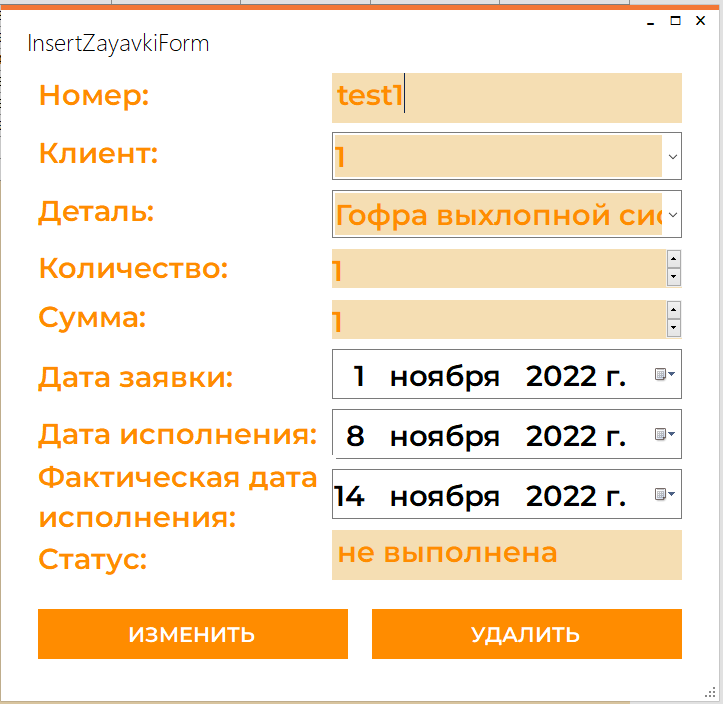 InsertZayavkiForm
Номер: test1
Клиент: 1
Деталь: Гофра выхлопной сис
Количество: 1
Сумма: 1
Дата заявки: 1 ноября 2022 г.
Дата исполнения: 8 ноября 2022 г.
Фактическая дата
исполнения: 14 ноября 2022 г.
Статус: не выполнена
ИЗМЕНИТЬ УДАЛИТЬ